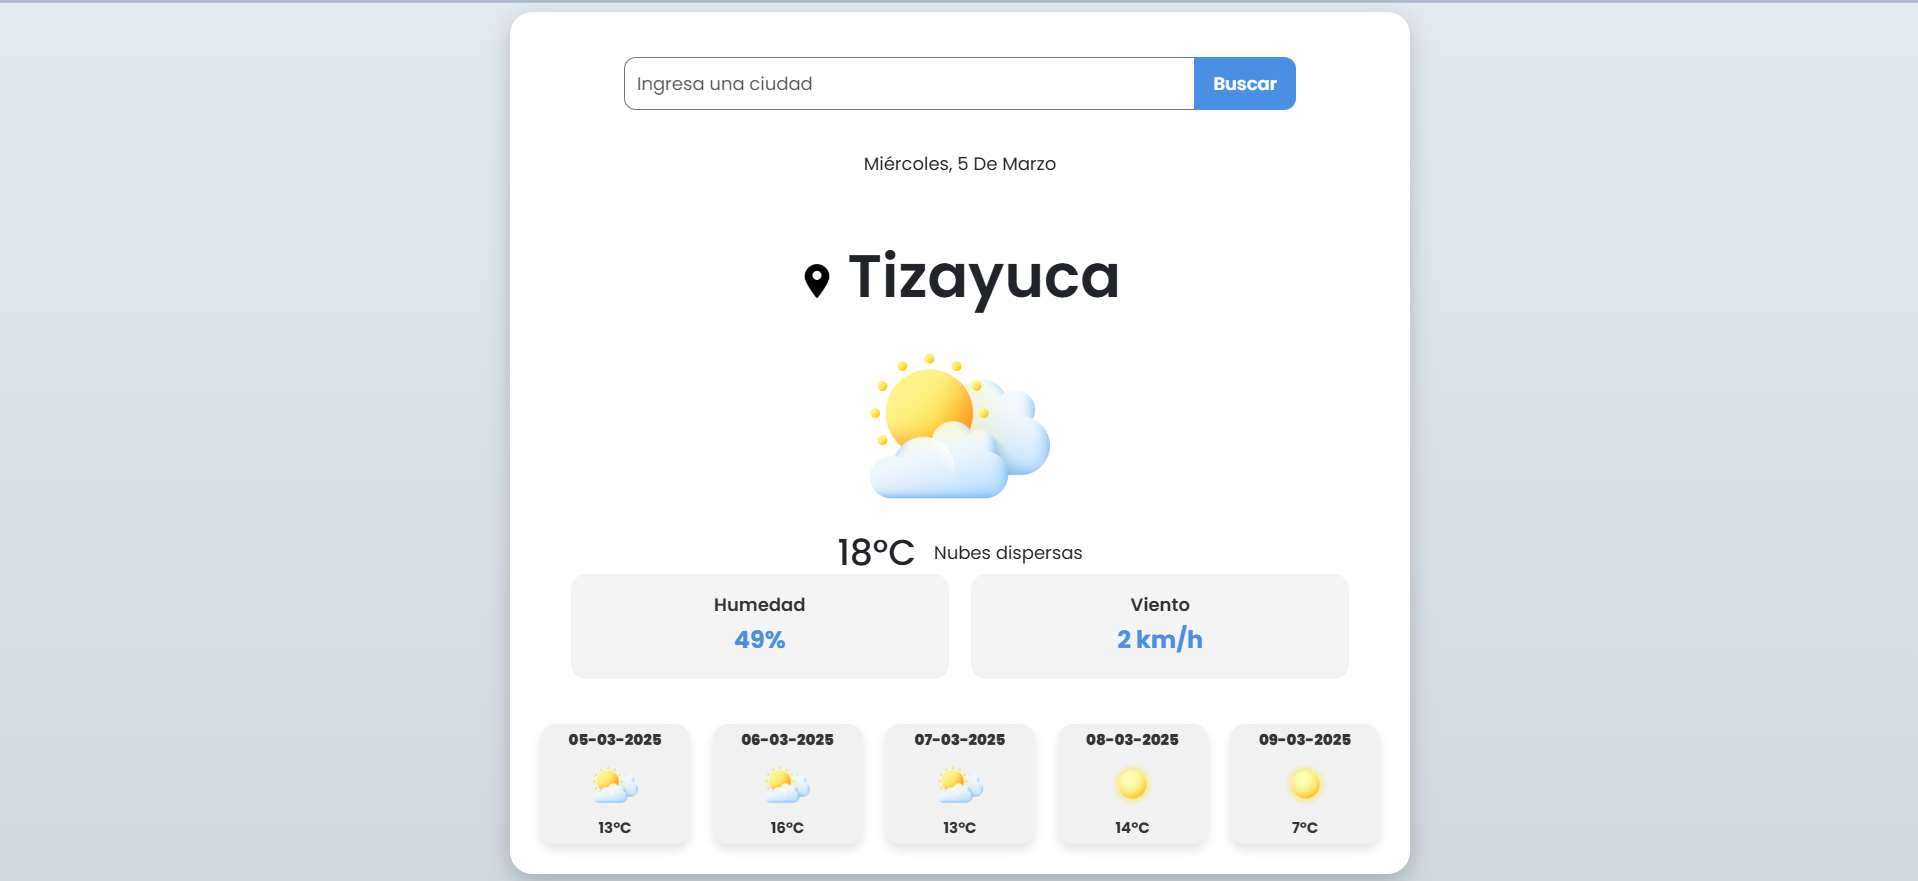 Ingresa una ciudad Buscar
Miércoles, 5 De Marzo
Tizayuca
18°C Nubes dispersas
Humedad
49%
Viento
2 km/h
05-03-2025
13°C
06-03-2025
16°C
07-03-2025
13°C
08-03-2025
14°C
09-03-2025
7°C